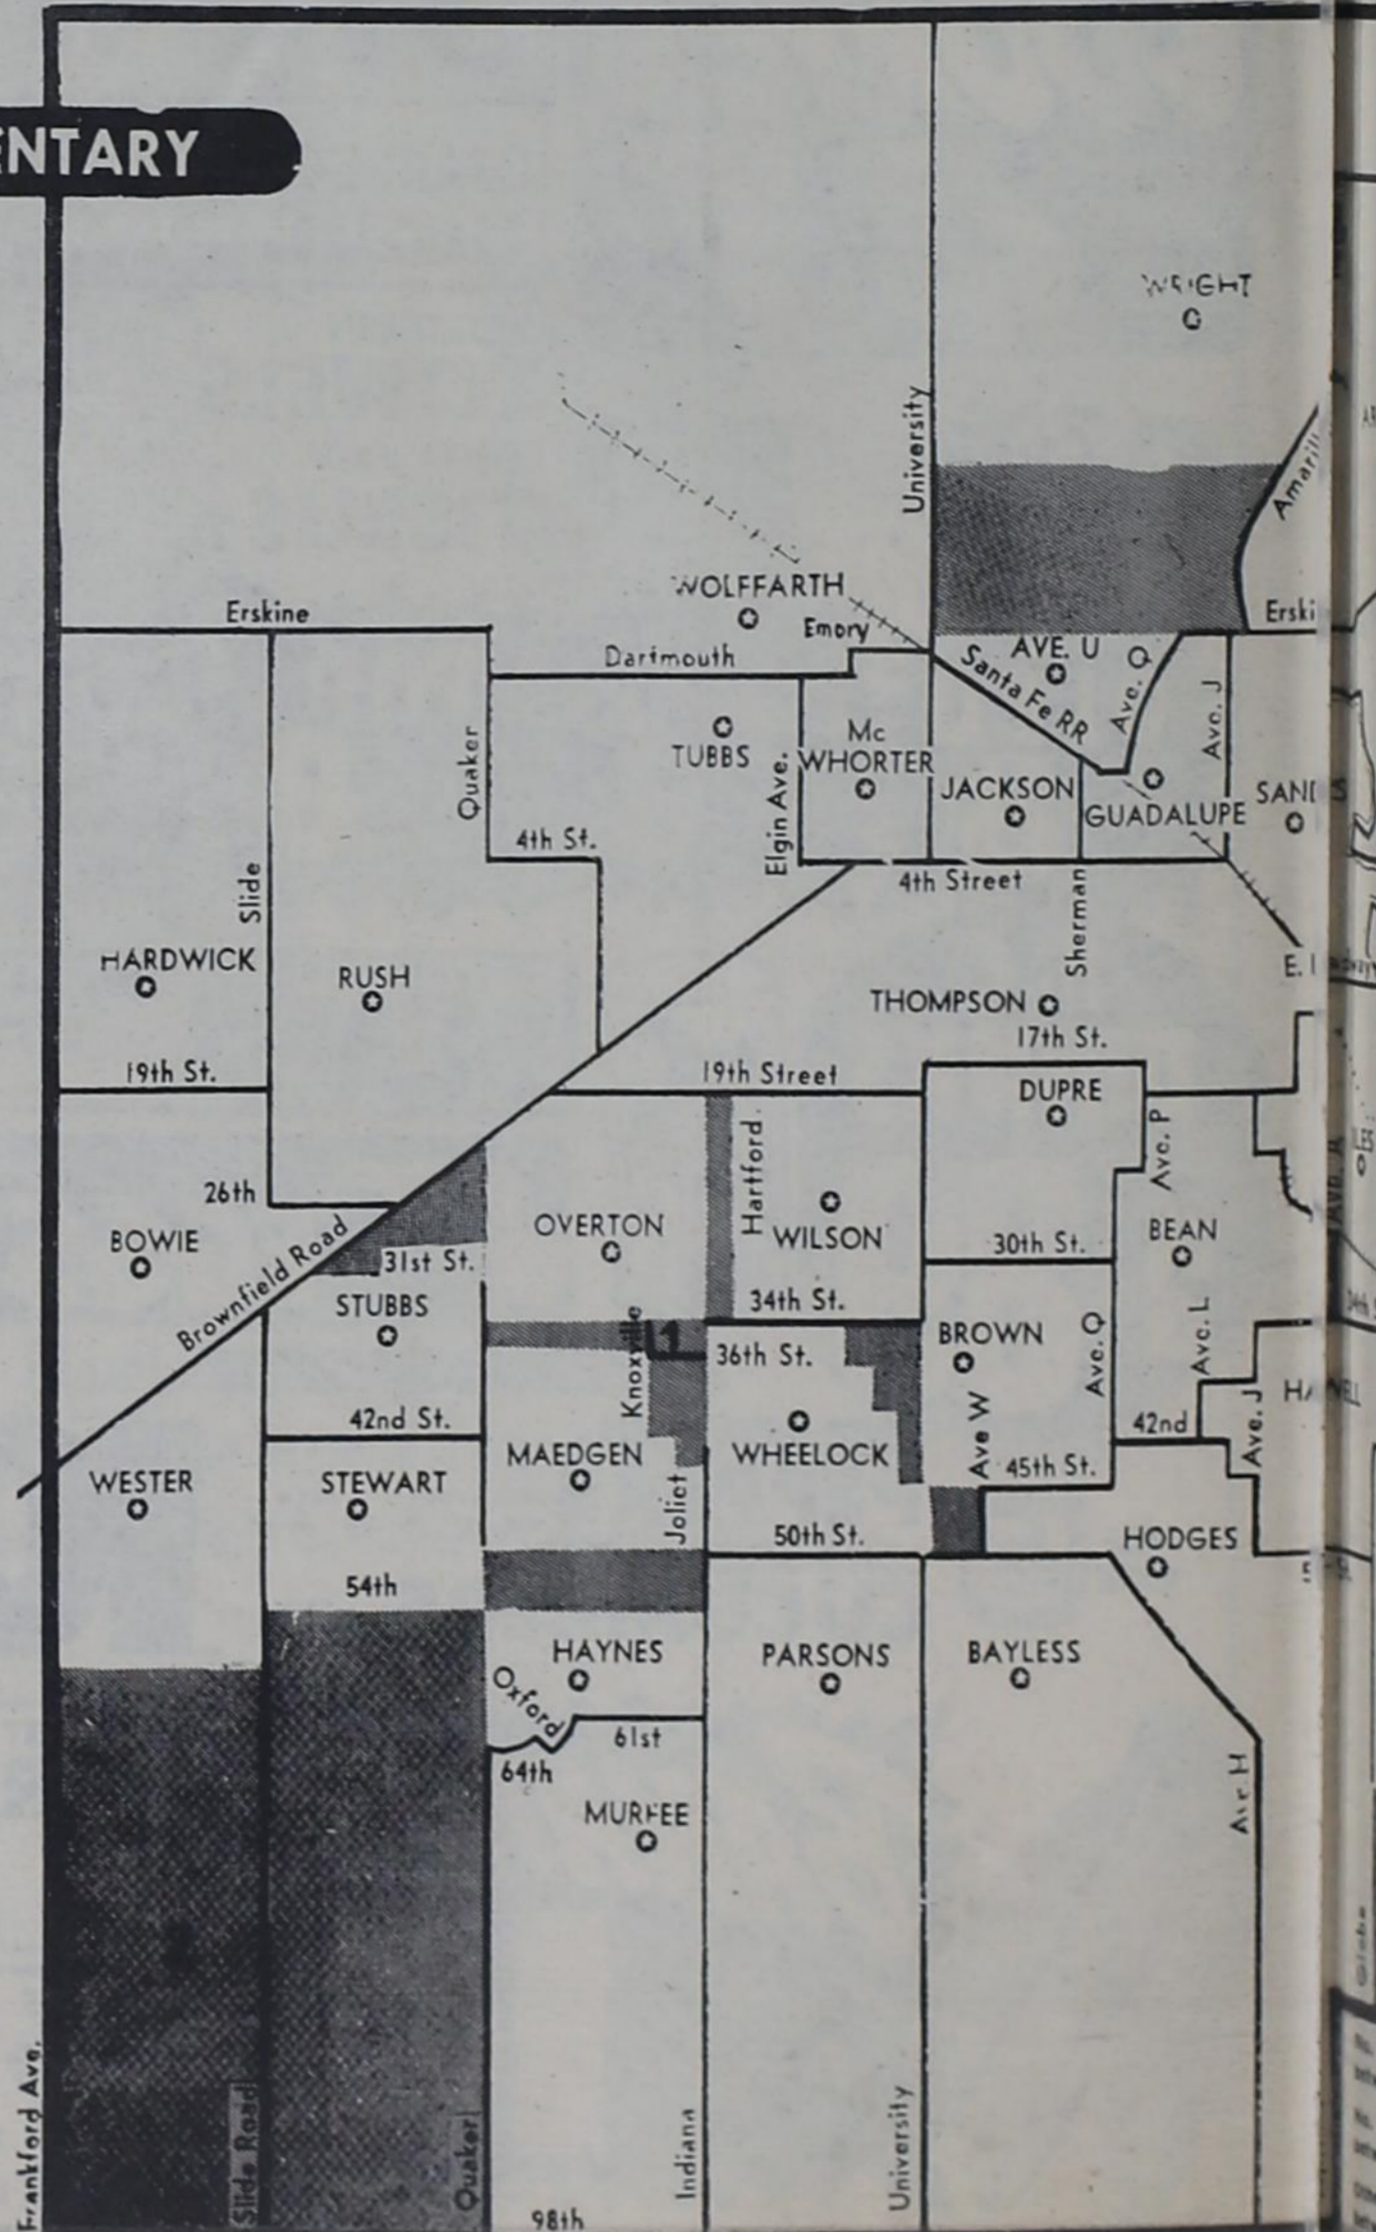 ENTARY
WRIGHT
University
Amarill
WOLFFARTH
Erskine
Emory
Erski
Dartmouth
AVE. U
Santa Fe RR
Ave. Q
Ave. J
Quaker
TUBBS
Elgin Ave.
Mc
WHORTER
JACKSON
GUADALUPE
SAND
4th St.
4th Street
Sherman
Slide
HARDWICK
RUSH
THOMPSON
17th St.
19th St.
19th Street
DUPRE
Hartford
Ave. P
26th
BOWIE
Brownfield Road
31st St.
OVERTON
WILSON
30th St.
BEAN
STUBBS
34th St.
Knoxville
1
36th St.
BROWN
Ave. Q
Ave. L
42nd St.
MAEDGEN
WHEELOCK
Ave W
42nd
Ave. J
45th St.
WESTER
STEWART
Joliet
50th St.
HODGES
54th
HAYNES
PARSONS
BAYLESS
Oxford
61st
64th
MURFEE
Ave. H
Frankford Ave.
Slide Road
Quaker
Indiana
University
98th